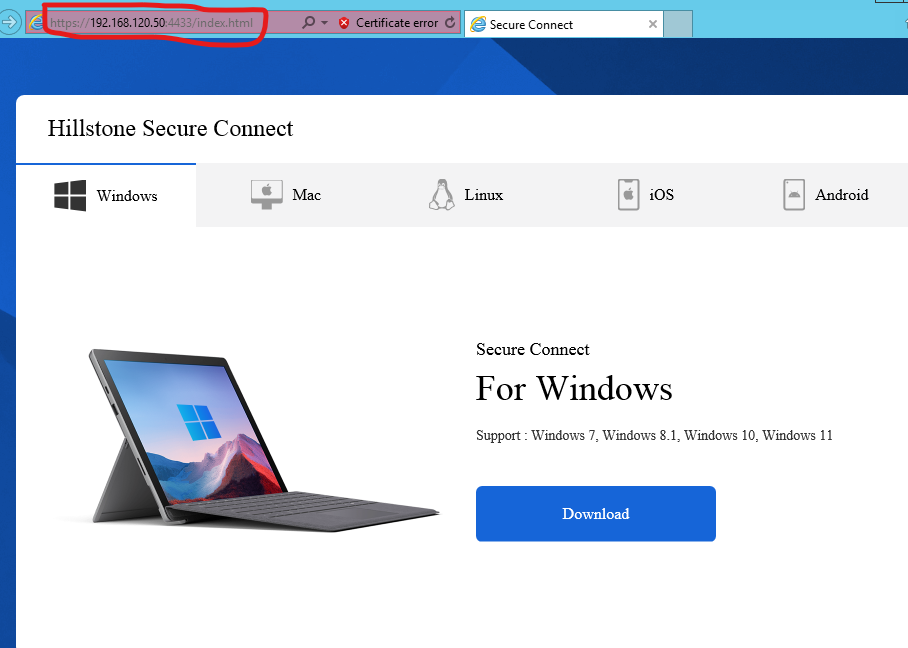 https://192.168.120.50:4433/index.html
Certificate error
Secure Connect
Hillstone Secure Connect
Windows
Mac
Linux
iOS
Android
Secure Connect
For Windows
Support : Windows 7, Windows 8.1, Windows 10, Windows 11
Download